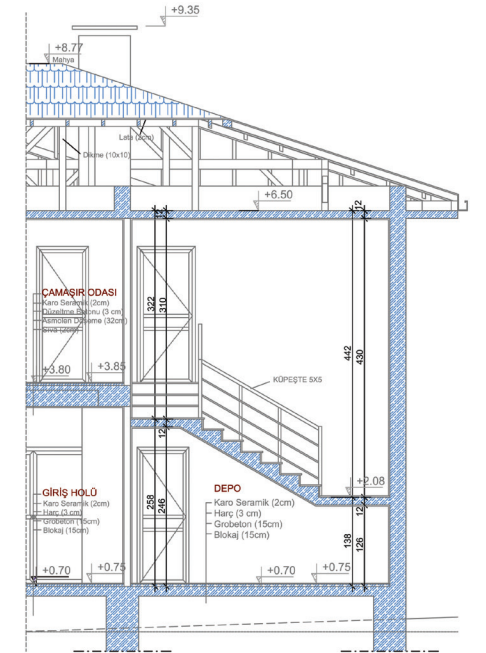 +9.35
+8.77
Mahya
Lata (2cm)
Dikme (10x10)
+6.50
12
12
ÇAMAŞIR ODASI
Karo Seramik (2cm)
Düzeltme Betonu (3 cm)
Asmolen Döşeme (32cm)
Sıva (2cm)
322
310
442
430
+3.80
+3.85
KÜPEŞTE 5X5
12
GİRİŞ HOLÜ
Karo Seramik (2cm)
Harç (3 cm)
Grobeton (15cm)
Blokaj (15cm)
258
246
DEPO
Karo Seramik (2cm)
Harç (3 cm)
Grobeton (15cm)
Blokaj (15cm)
+2.08
12
138
126
+0.70
+0.75
+0.70
+0.75